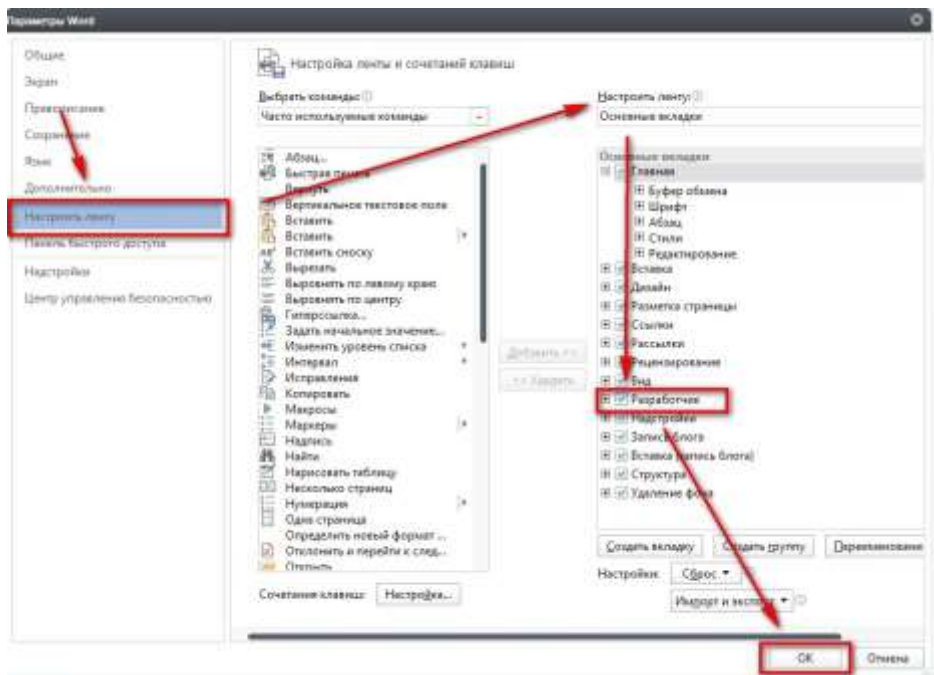 Параметры Word
Общие
Экран
Правописание
Сохранение
Язык
Дополнительно
Настроить ленту
Панель быстрого доступа
Надстройки
Центр управления безопасностью
Настройка ленты и сочетаний клавиш
Выбрать команды:
Часто используемые команды
Абзац...
Быстрая печать
Вернуть
Вертикальное текстовое поле
Вставить
Вставить
Вставить сноску
Вырезать
Выровнять по левому краю
Выровнять по центру
Гиперссылка...
Задать начальное значение...
Изменить уровень списка
Интервал
Исправления
Копировать
Макросы
Маркеры
Надпись
Найти
Нарисовать таблицу
Несколько страниц
Нумерация
Одна страница
Определить новый формат ...
Отклонить и перейти к след...
Открыть
Сочетания клавиш:
Настройка...
Добавить >>
<< Удалить
Настроить ленту:
Основные вкладки
Основные вкладки
Главная
Буфер обмена
Шрифт
Абзац
Стили
Редактирование
Вставка
Дизайн
Разметка страницы
Ссылки
Рассылки
Рецензирование
Вид
Разработчик
Надстройки
Запись блога
Вставка (запись блога)
Структура
Удаление фона
Создать вкладку
Создать группу
Настройки:
Сброс
Импорт и экспорт
ОК
Отмена